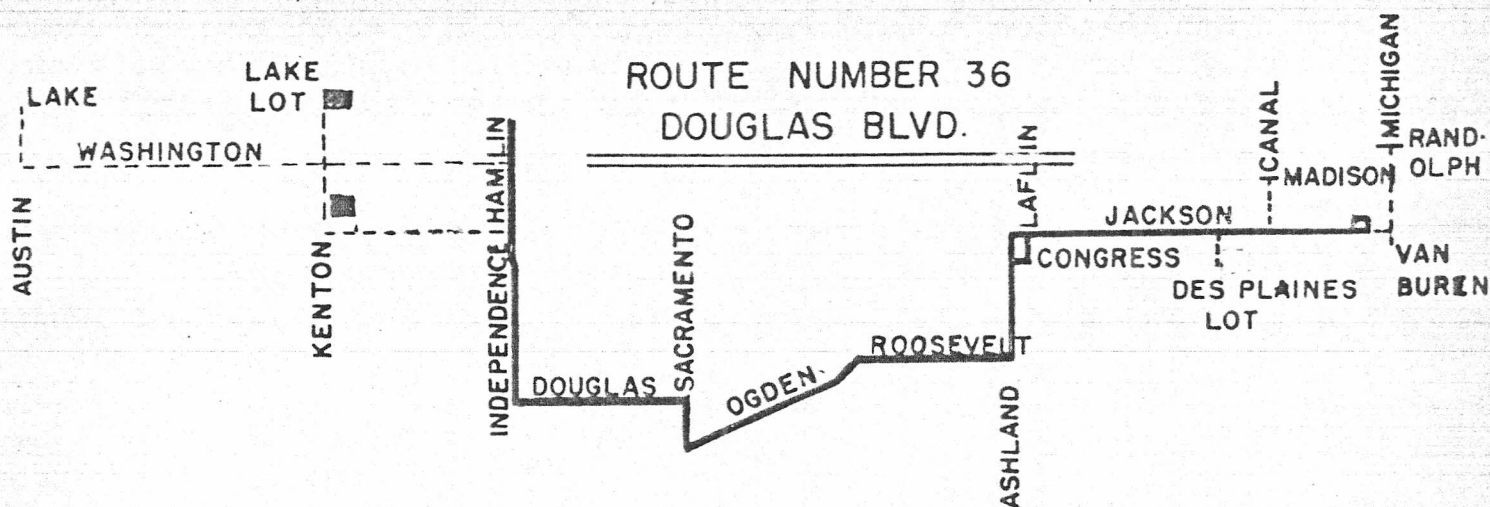 ROUTE NUMBER 36
DOUGLAS BLVD.
LAKE
LAKE
LOT
WASHINGTON
AUSTIN
KENTON
INDEPENDENCE
HAMLIN
DOUGLAS
SACRAMENTO
OGDEN.
ROOSEVELT
ASHLAND
LAFLIN
CONGRESS
JACKSON
DES PLAINES
LOT
CANAL
MADISON
MICHIGAN
RAND-
OLPH
VAN
BUREN